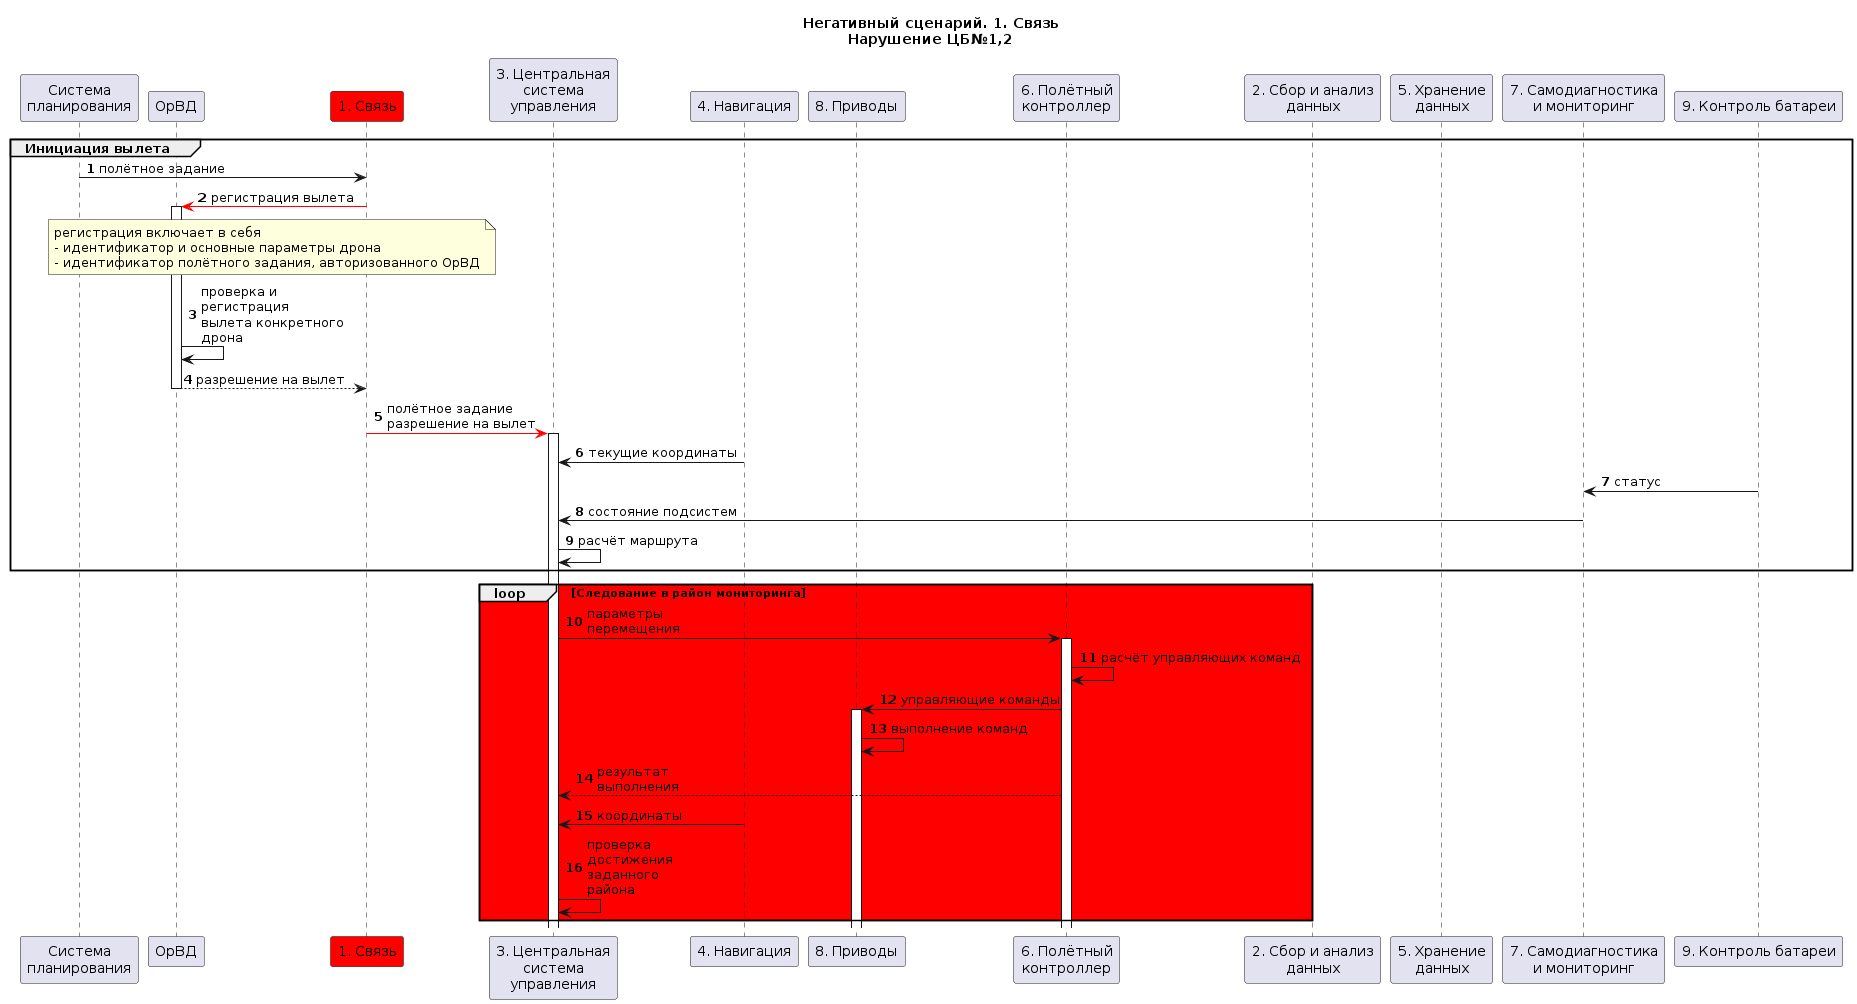 Негативный сценарий. 1. Связь
Нарушение ЦБ№1,2
Система
планирования
ОрВД
1. Связь
3. Центральная
система
управления
4. Навигация
8. Приводы
6. Полётный
контроллер
2. Сбор и анализ
данных
5. Хранение
данных
7. Самодиагностика
и мониторинг
9. Контроль батареи
Инициация вылета
1 полётное задание
2 регистрация вылета
регистрация включает в себя
- идентификатор и основные параметры дрона
- идентификатор полётного задания, авторизованного ОрВД
3 проверка и
регистрация
вылета конкретного
дрона
4 разрешение на вылет
5 полётное задание
разрешение на вылет
6 текущие координаты
7 статус
8 состояние подсистем
9 расчёт маршрута
loop [Следование в район мониторинга]
10 параметры
перемещения
11 расчёт управляющих команд
12 управляющие команды
13 выполнение команд
14 результат
выполнения
15 координаты
16 проверка
достижения
заданного
района
Система
планирования
ОрВД
1. Связь
3. Центральная
система
управления
4. Навигация
8. Приводы
6. Полётный
контроллер
2. Сбор и анализ
данных
5. Хранение
данных
7. Самодиагностика
и мониторинг
9. Контроль батареи